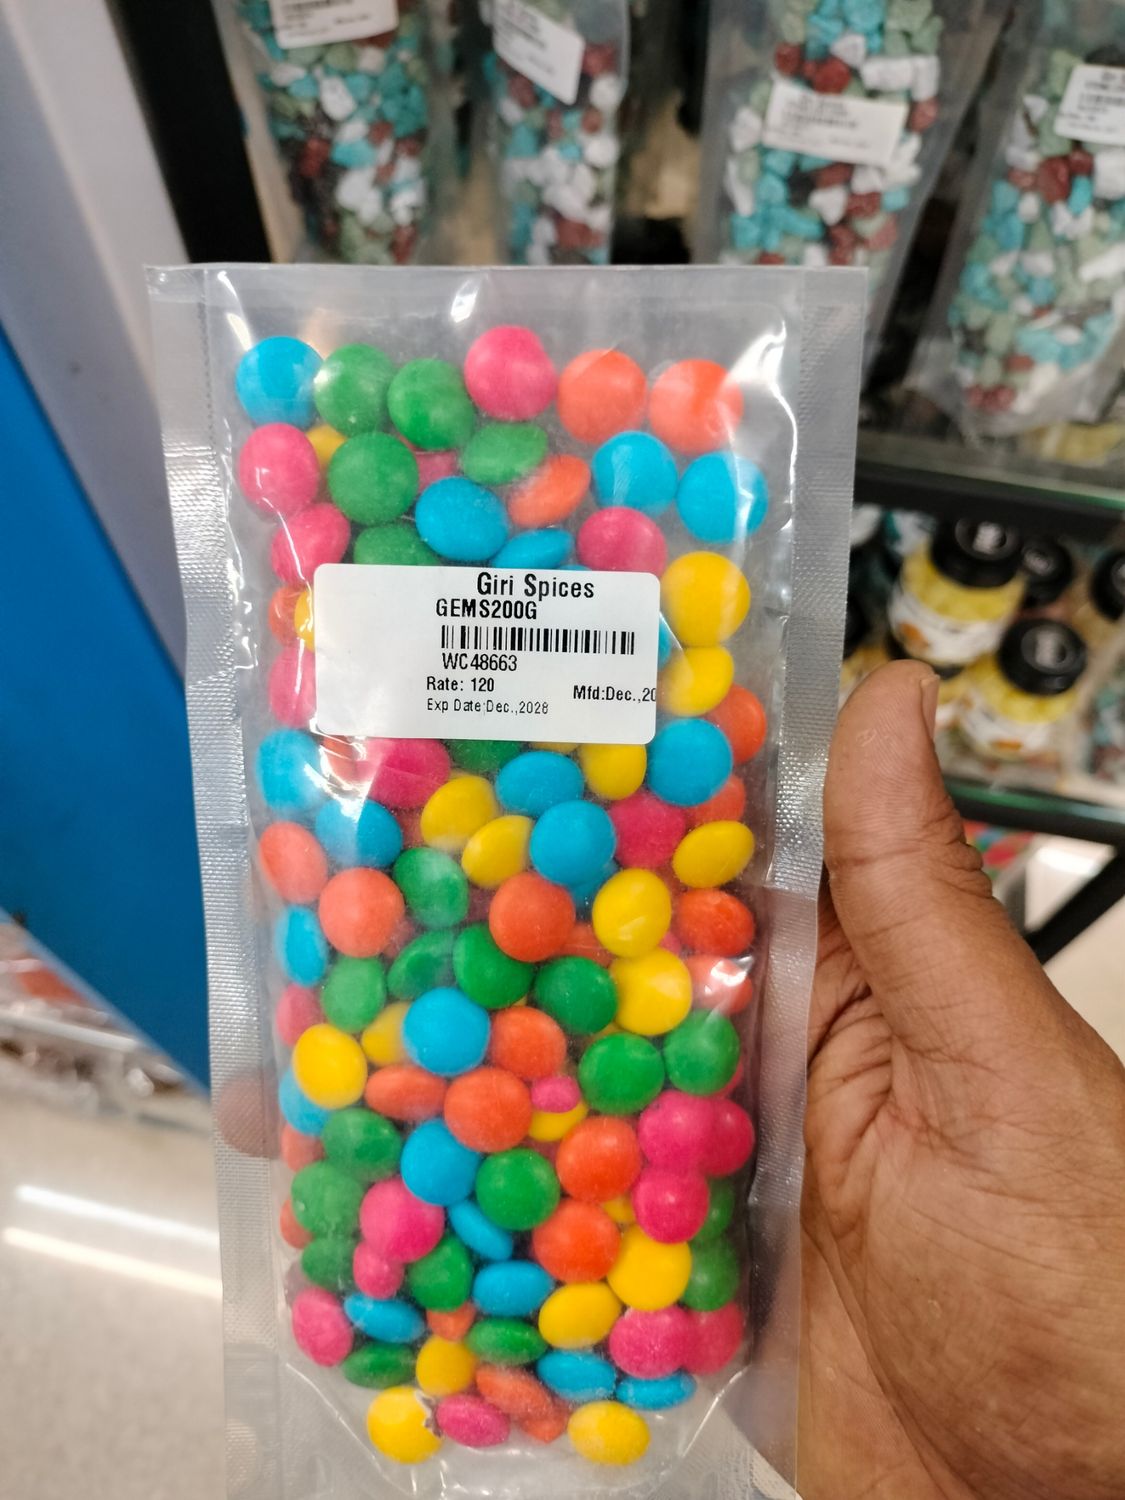 Giri Spices
GEMS200G
WC48663
Rate: 120
Mfd:Dec.,20
Exp Date:Dec.,2028